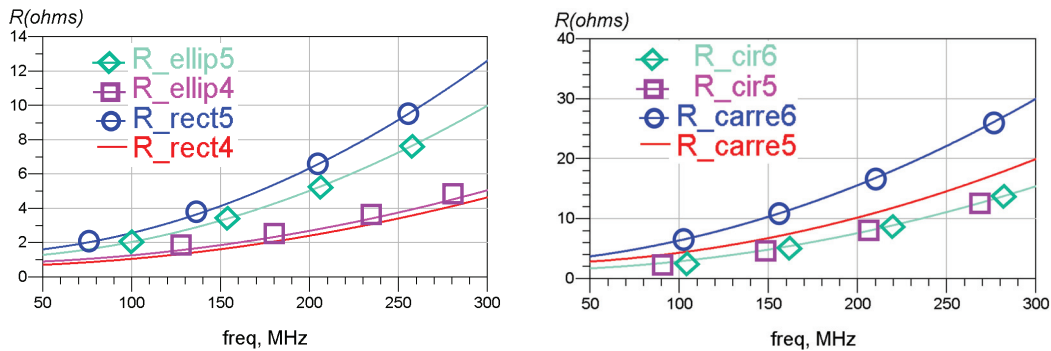 R(ohms)
14
12
10
8
6
4
2
0
R_ellip5
R_ellip4
R_rect5
R_rect4
50 100 150 200 250 300
freq, MHz
R(ohms)
40
30
20
10
0
R_cir6
R_cir5
R_carre6
R_carre5
50 100 150 200 250 300
freq, MHz